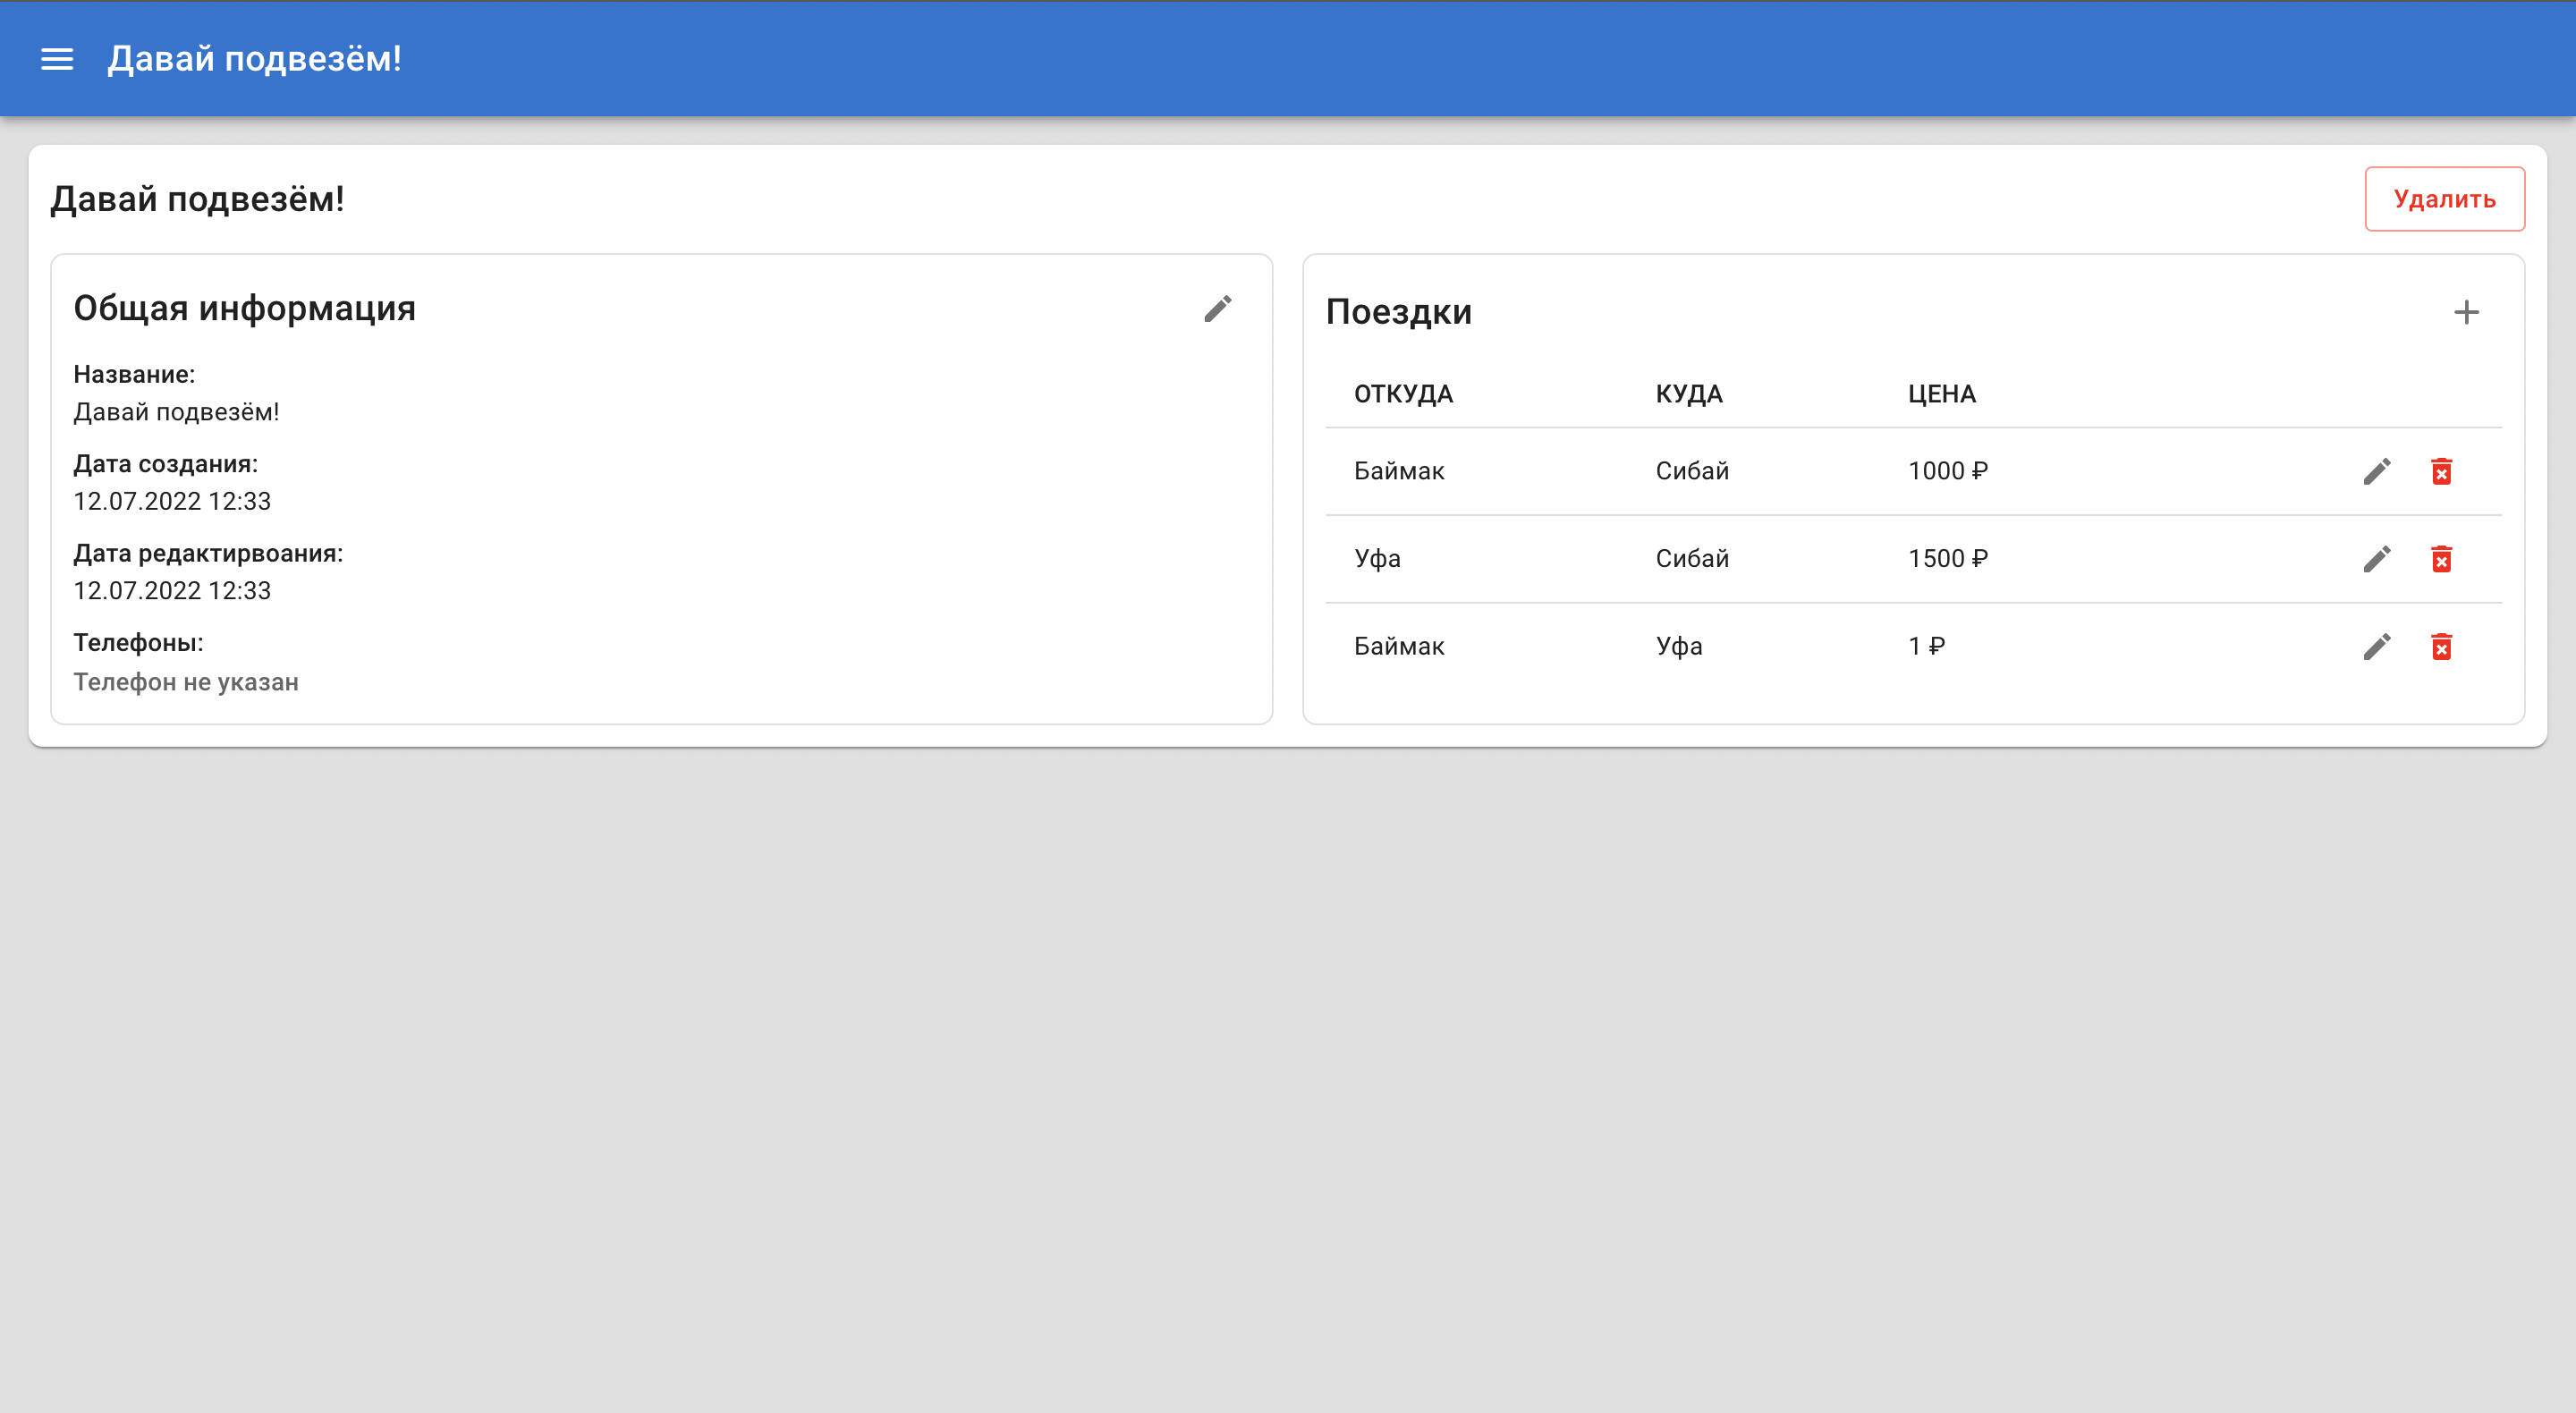 Давай подвезём!
Давай подвезём!
Удалить
Общая информация
Название:
Давай подвезём!
Дата создания:
12.07.2022 12:33
Дата редактирвоания:
12.07.2022 12:33
Телефоны:
Телефон не указан
Поездки
ОТКУДА КУДА ЦЕНА
Баймак Сибай 1000 ₽
Уфа Сибай 1500 ₽
Баймак Уфа 1 ₽